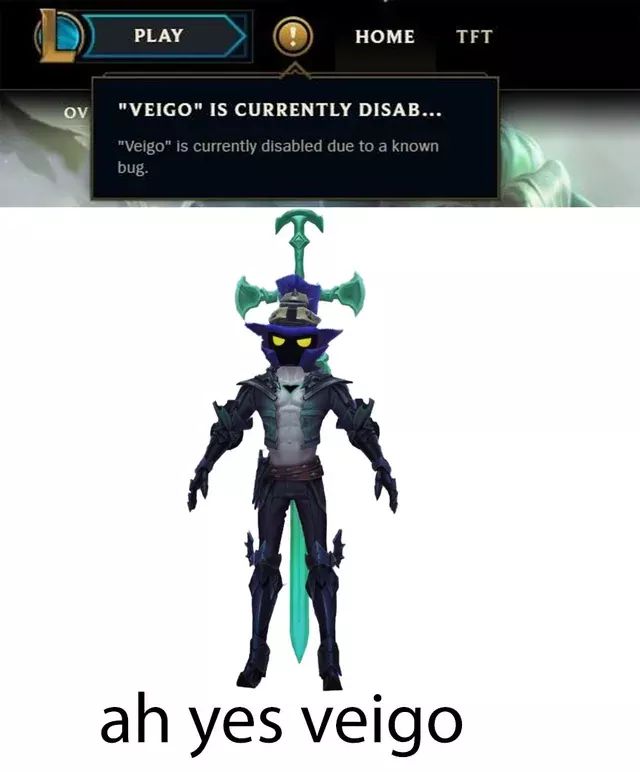 PLAY
HOME
TFT
OV
"VEIGO" IS CURRENTLY DISAB...
"Veigo" is currently disabled due to a known
bug.
ah yes veigo